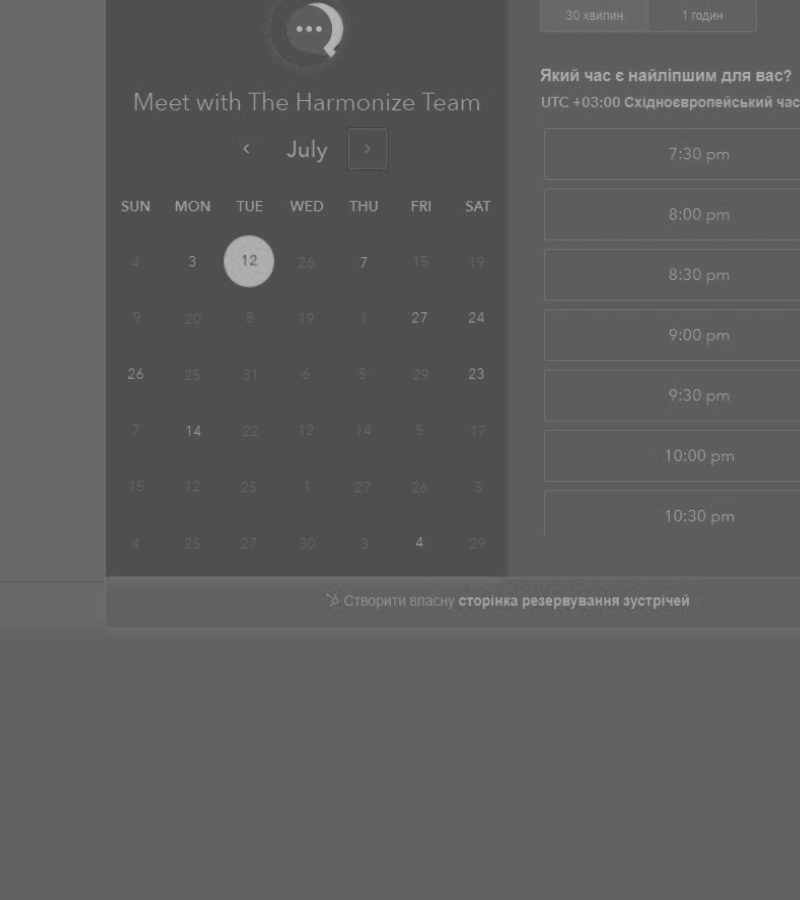 30 хвилин 1 годин
Meet with The Harmonize Team
Який час є найліпшим для вас?
UTC +03:00 Східноєвропейський час
July
SUN MON TUE WED THU FRI SAT
4 3 12 26 7 15 19
9 20 8 19 1 27 24
26 25 31 6 5 29 23
7 14 22 12 14 5 17
15 12 25 1 27 26 3
4 25 27 30 3 4 29
7:30 pm
8:00 pm
8:30 pm
9:00 pm
9:30 pm
10:00 pm
10:30 pm
Створити власну сторінка резервування зустрічей